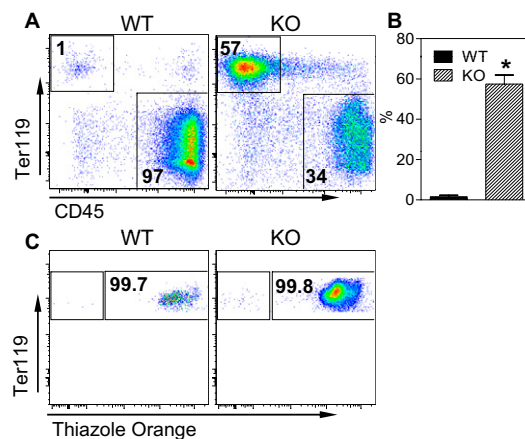 A
WT
KO
B
1
57
97
34
Ter119
CD45
80
60
40
20
0
%
WT
KO
*
C
WT
KO
99.7
99.8
Ter119
Thiazole Orange